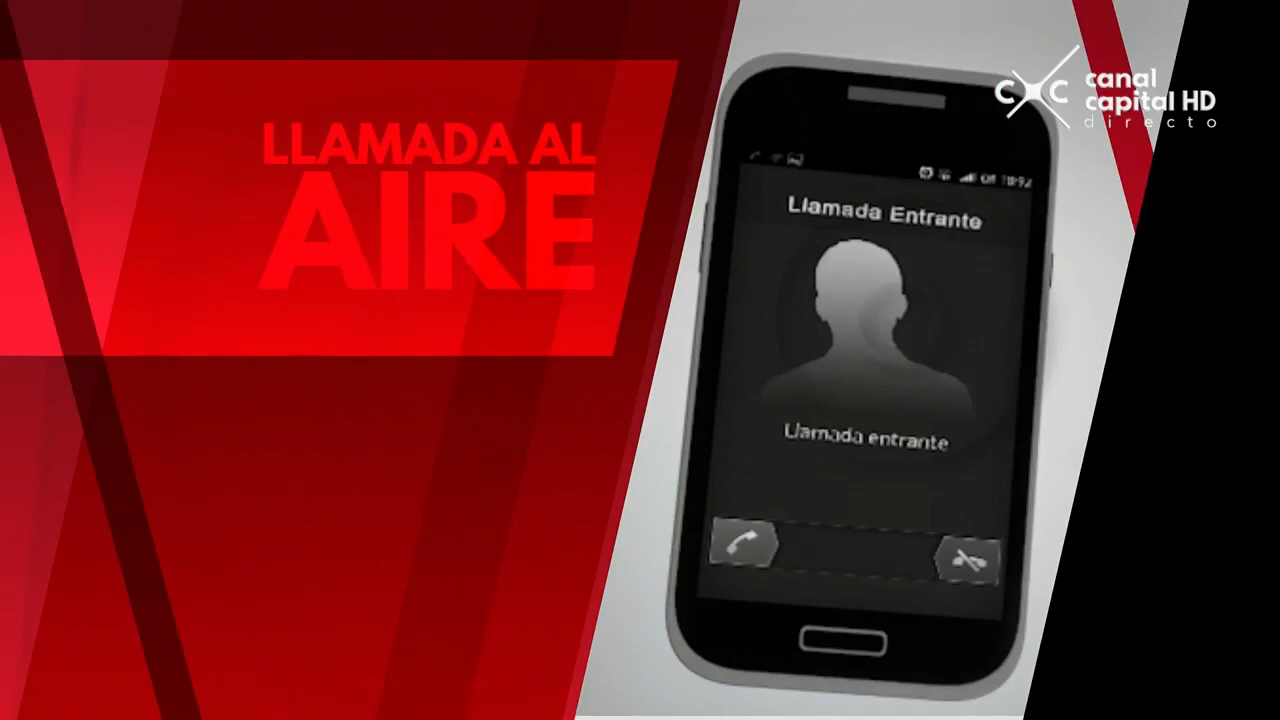 LLAMADA AL
AIRE
canal
capital HD
directo
Llamada Entrante
Llamada entrante